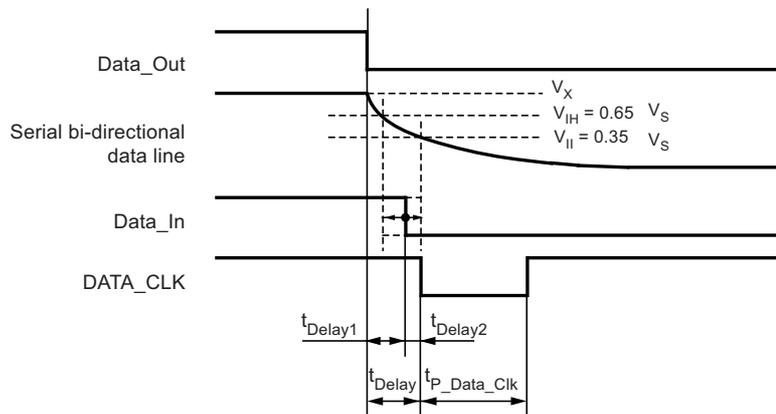 Data_Out
V_X
V_IH = 0.65 V_S
V_Il = 0.35 V_S
Serial bi-directional
data line
Data_In
DATA_CLK
t_Delay1
t_Delay2
t_Delay
t_P_Data_Clk